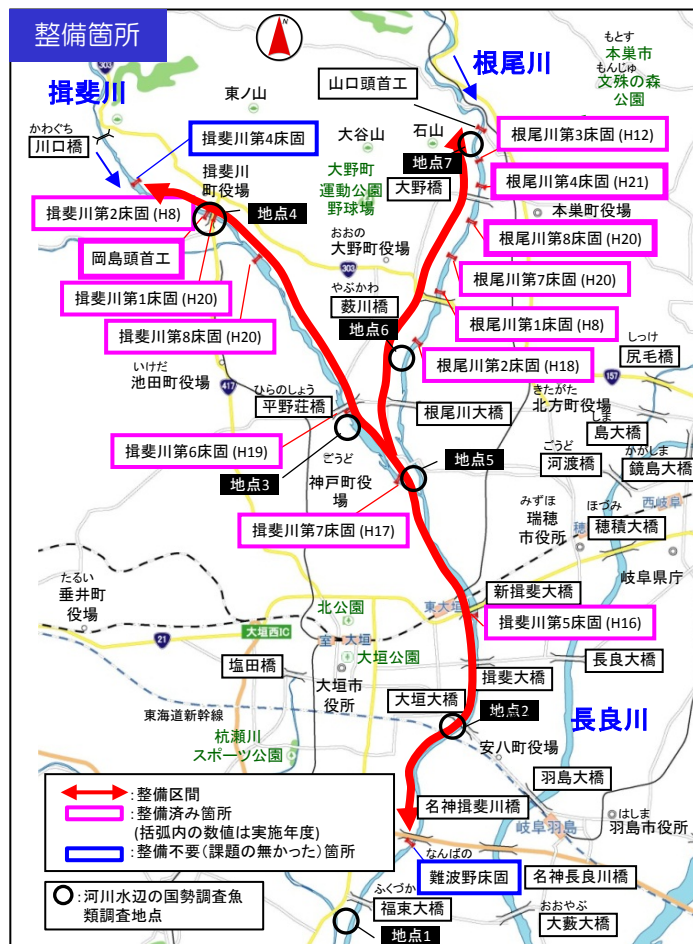 整備箇所
N
303
揖斐川
根尾川
もとす
本巣市
もんじゅ
文殊の森
公園
東ノ山
山口頭首工
かわぐち
川口橋
揖斐川第4床固
大谷山
石山
地点7
根尾川第3床固(H12)
揖斐川
町役場
大野町
運動公園
野球場
大野橋
根尾川第4床固(H21)
本巣町役場
揖斐川第2床固(H8)
地点4
根尾川第8床固(H20)
岡島頭首工
おおの
大野町役場
303
根尾川第7床固(H20)
揖斐川第1床固(H20)
やぶかわ
藪川橋
根尾川第1床固(H8)
揖斐川第8床固(H20)
地点6
根尾川第2床固(H18)
しっけ
尻毛橋
いけだ
池田町役場
417
157
ひらのしょう
平野荘橋
根尾川大橋
きたがた
北方町役場
しま
島大橋
揖斐川第6床固(H19)
地点3
ごうど
神戸町役
場
地点5
ごうど
河渡橋
かがしま
鏡島大橋
揖斐川第7床固(H17)
みずほ
瑞穂
市役所
ほづみ
穂積大橋
穂
西岐阜
岐阜県庁
たるい
垂井町
役場
21
大垣西IC
北公園
室
大垣
大垣公園
東大垣
新揖斐大橋
揖斐川第5床固(H16)
塩田橋
大垣市
役所
揖斐大橋
長良大橋
東海道新幹線
大垣大橋
地点2
長良川
杭瀬川
スポーツ公園
安八町役場
羽島大橋
名神揖斐川橋
岐阜羽島
はしま
羽島市役所
なんばの
難波野床固
名神長良川橋
ふくづか
福束大橋
おおやぶ
大藪大橋
地点1
:整備区間
:整備済み箇所
(括弧内の数値は実施年度)
:整備不要(課題の無かった)箇所
:河川水辺の国勢調査魚
類調査地点